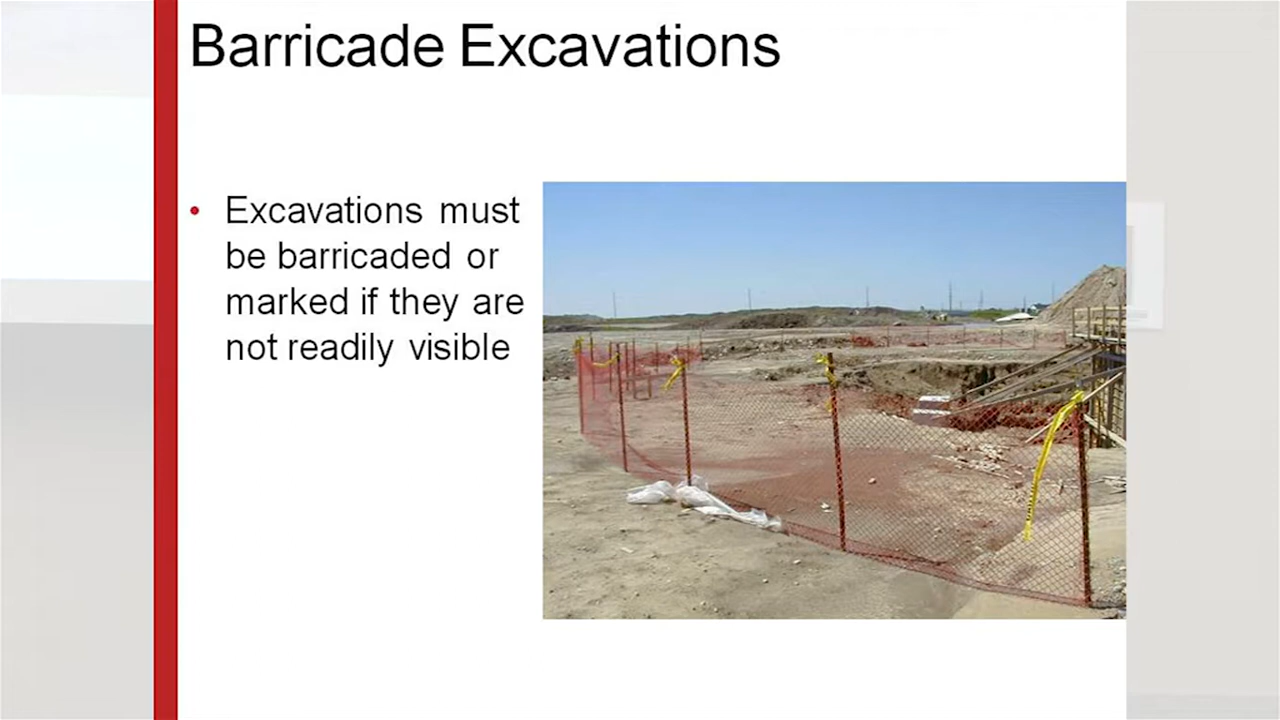 Barricade Excavations
• Excavations must
be barricaded or
marked if they are
not readily visible